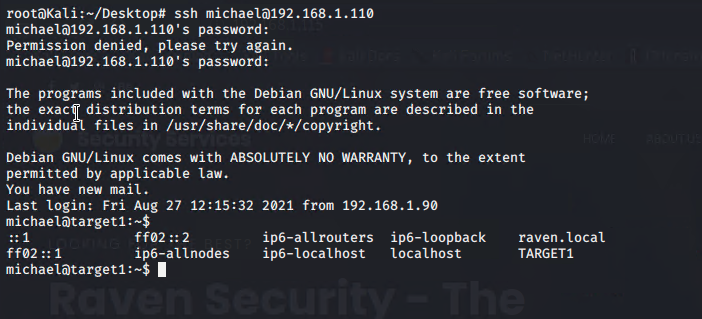 root@Kali:~/Desktop# ssh michael@192.168.1.110
michael@192.168.1.110's password:
Permission denied, please try again.
michael@192.168.1.110's password:
The programs included with the Debian GNU/Linux system are free software;
the exact distribution terms for each program are described in the
individual files in /usr/share/doc/*/copyright.
Security Services
HOME
ABOUT US
Debian GNU/Linux comes with ABSOLUTELY NO WARRANTY, to the extent
permitted by applicable law.
You have new mail.
Last login: Fri Aug 27 12:15:32 2021 from 192.168.1.90
michael@target1:~$
::1 ff02::2 ip6-allrouters ip6-loopback raven.local
ff02::1 ip6-allnodes ip6-localhost localhost TARGET1
michael@target1:~$
BEST?
Raven Security - The